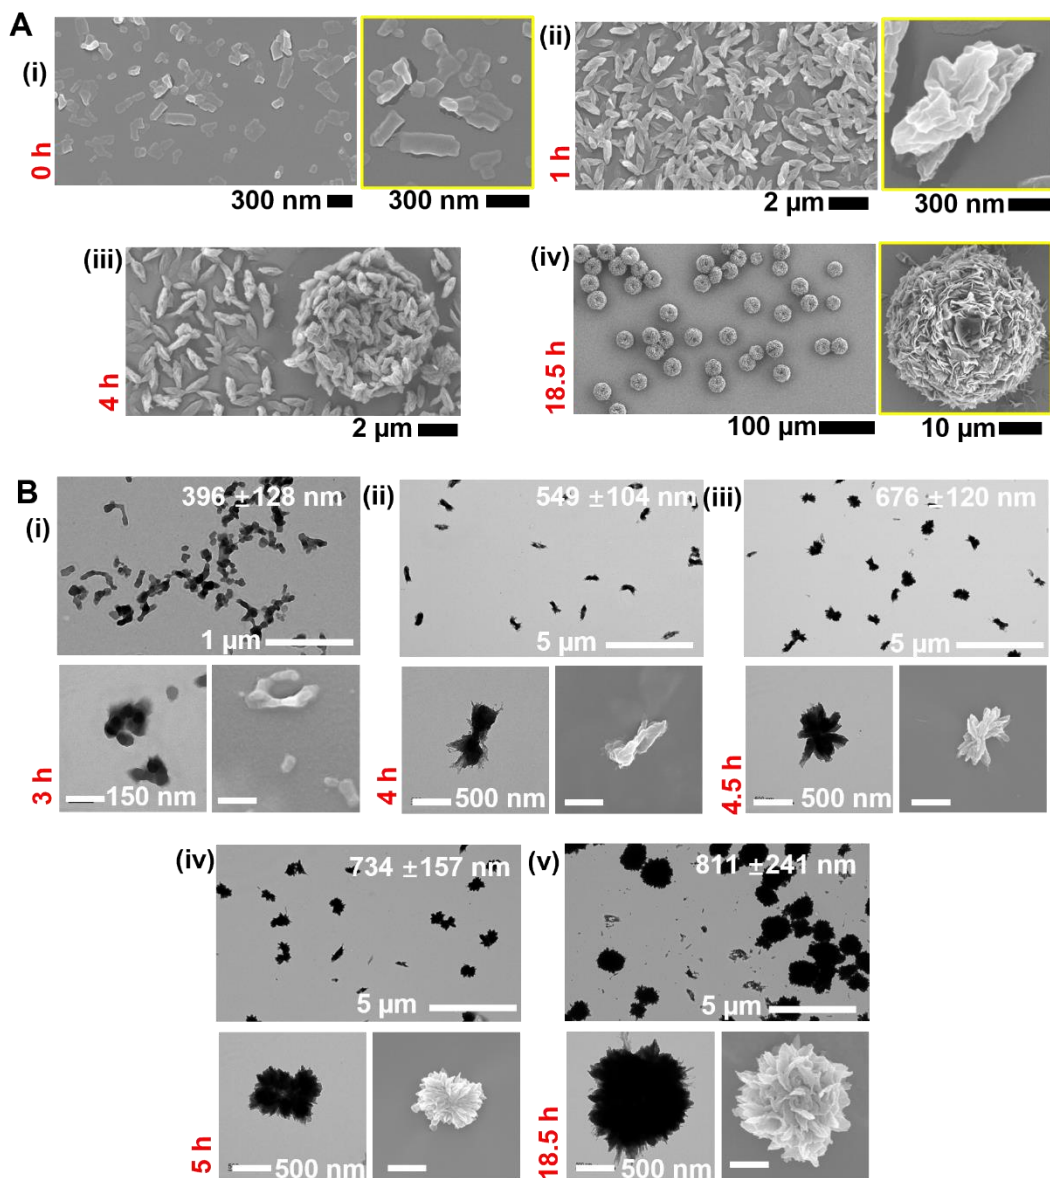 A
(i)
0 h
300 nm
300 nm
(ii)
1 h
2 µm
300 nm
(iii)
4 h
2 µm
(iv)
18.5 h
100 µm
10 µm
B
(i)
396 ±128 nm
1 µm
3 h
150 nm
(ii)
549 ±104 nm
5 µm
4 h
500 nm
(iii)
676 ±120 nm
5 µm
4.5 h
500 nm
(iv)
734 ±157 nm
5 µm
5 h
500 nm
(v)
811 ±241 nm
5 µm
18.5 h
500 nm